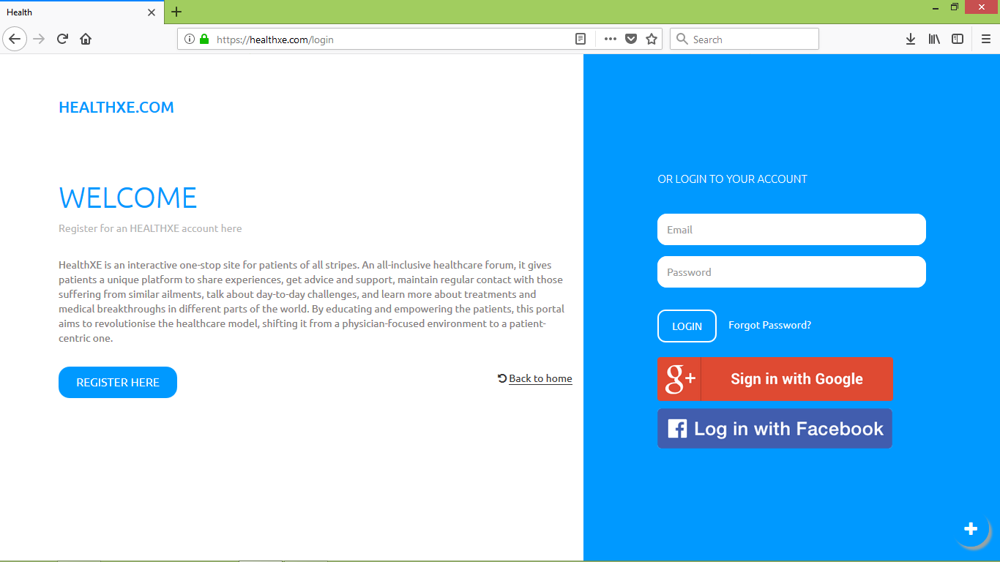 Health
https://healthxe.com/login
Search
HEALTHXE.COM
WELCOME
Register for an HEALTHXE account here
HealthXE is an interactive one-stop site for patients of all stripes. An all-inclusive healthcare forum, it gives
patients a unique platform to share experiences, get advice and support, maintain regular contact with those
suffering from similar ailments, talk about day-to-day challenges, and learn more about treatments and
medical breakthroughs in different parts of the world. By educating and empowering the patients, this portal
aims to revolutionise the healthcare model, shifting it from a physician-focused environment to a patient-
centric one.
REGISTER HERE
Back to home
OR LOGIN TO YOUR ACCOUNT
Email
Password
LOGIN
Forgot Password?
g+ Sign in with Google
f Log in with Facebook